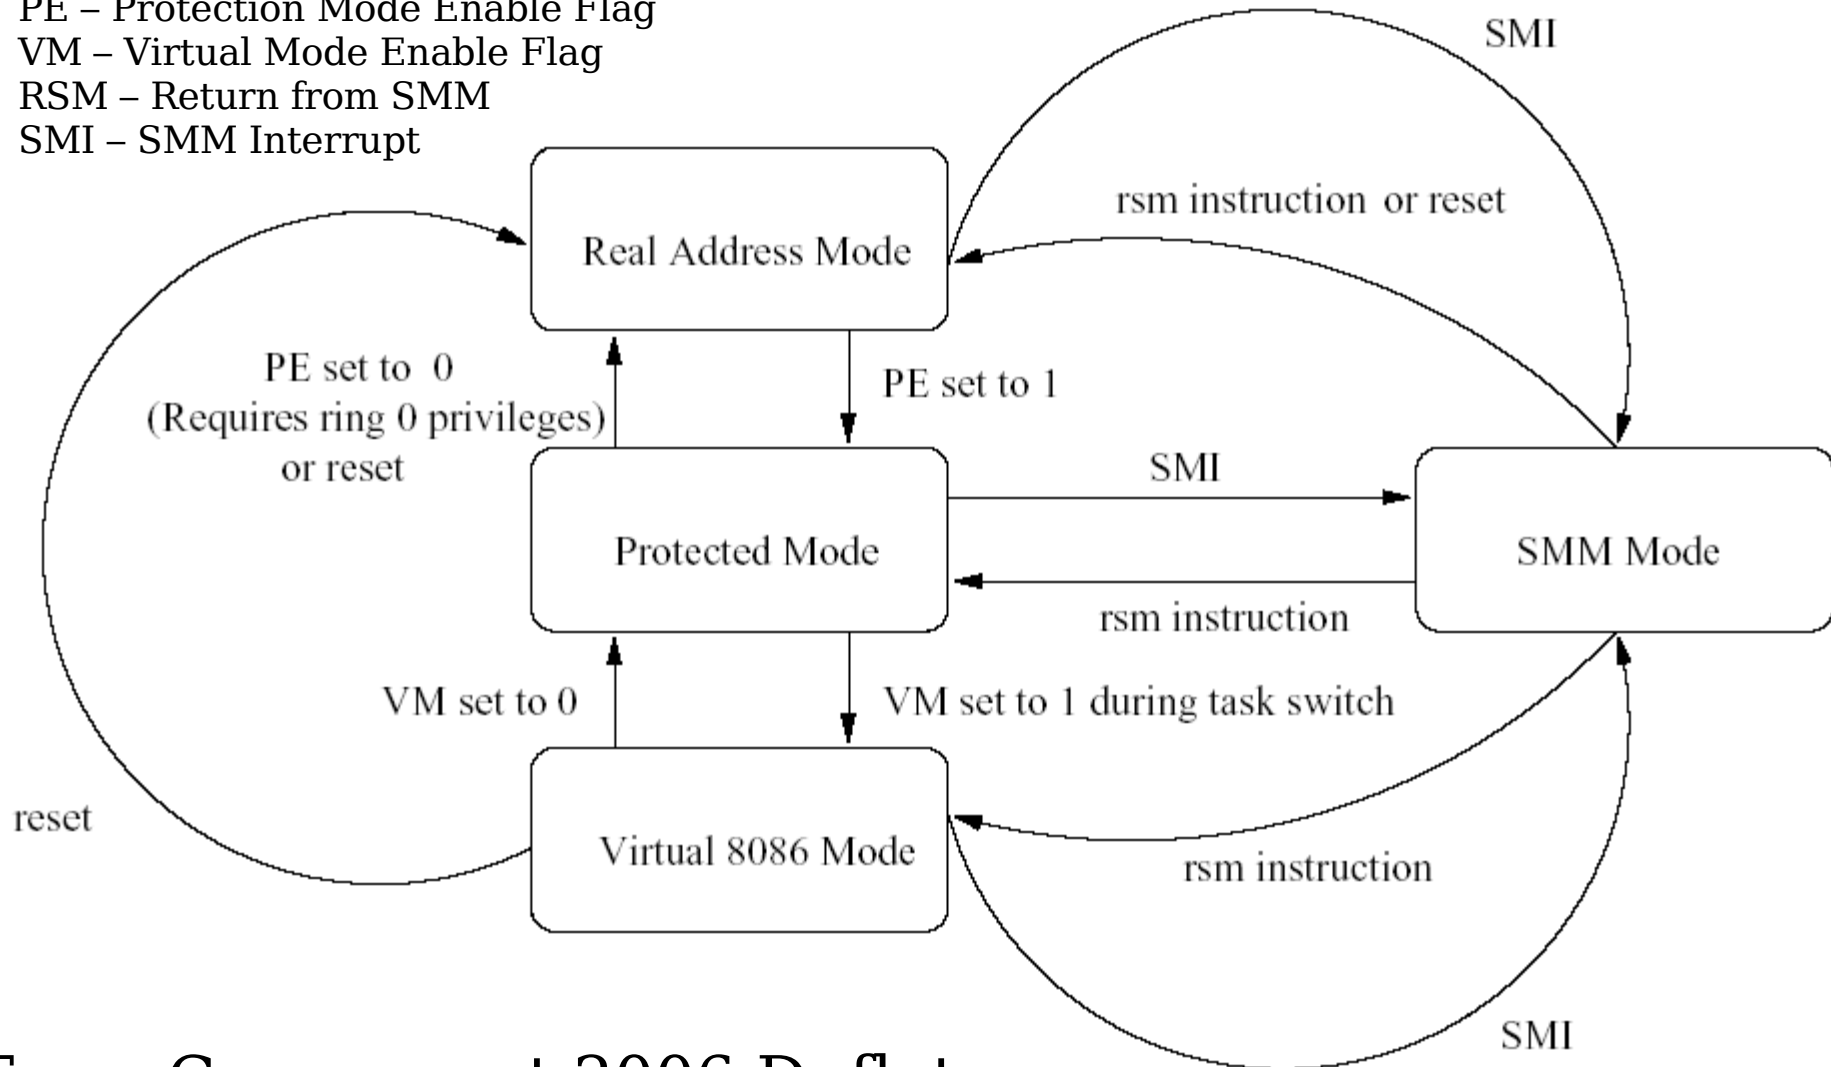 PE – Protection Mode Enable Flag
VM – Virtual Mode Enable Flag
RSM – Return from SMM
SMI – SMM Interrupt
SMI
rsm instruction or reset
Real Address Mode
PE set to 0
(Requires ring 0 privileges)
or reset
PE set to 1
SMI
Protected Mode
SMM Mode
rsm instruction
VM set to 0
VM set to 1 during task switch
reset
Virtual 8086 Mode
rsm instruction
SMI